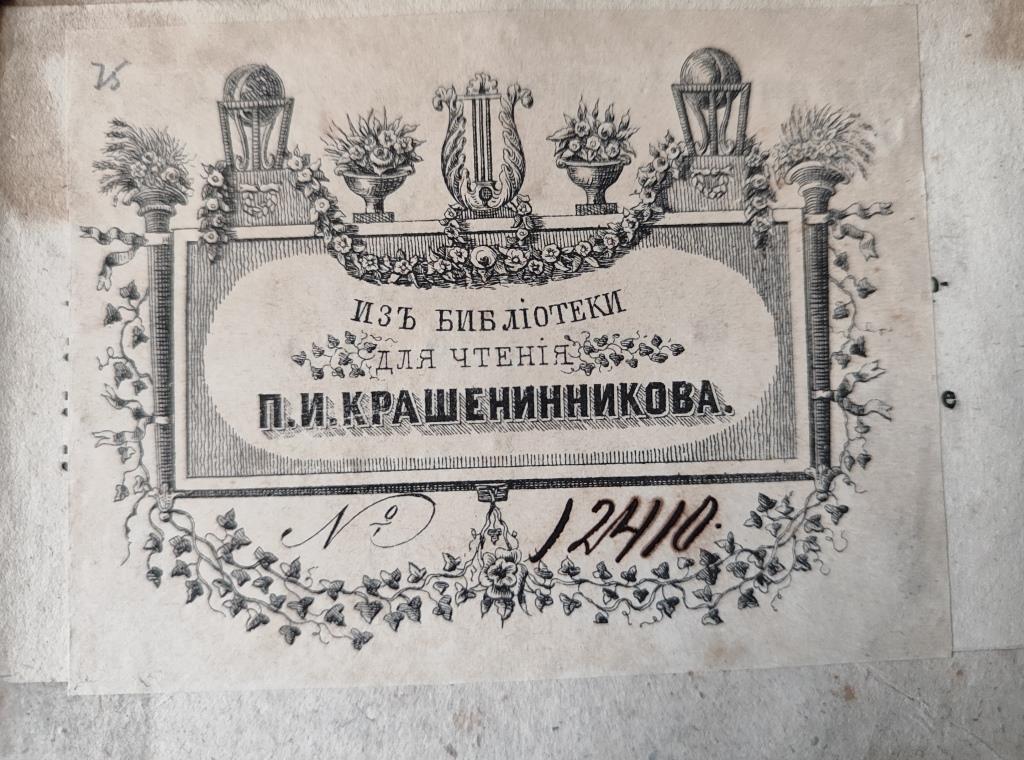 ИЗЪ БИБЛІОТЕКИ
ДЛЯ ЧТЕНІЯ
П.И.КРАШЕНИННИКОВА.
№ 12410.
е